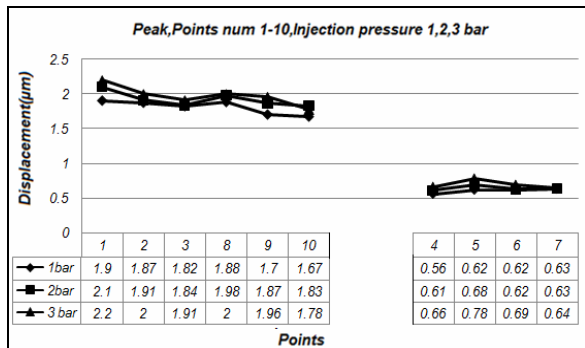 Peak,Points num 1-10,Injection pressure 1,2,3 bar
Displacement(µm)
2.5
2
1.5
1
0.5
0
1 2 3 8 9 10 4 5 6 7
1bar 1.9 1.87 1.82 1.88 1.7 1.67 0.56 0.62 0.62 0.63
2bar 2.1 1.91 1.84 1.98 1.87 1.83 0.61 0.68 0.62 0.63
3 bar 2.2 2 1.91 2 1.96 1.78 0.66 0.78 0.69 0.64
Points